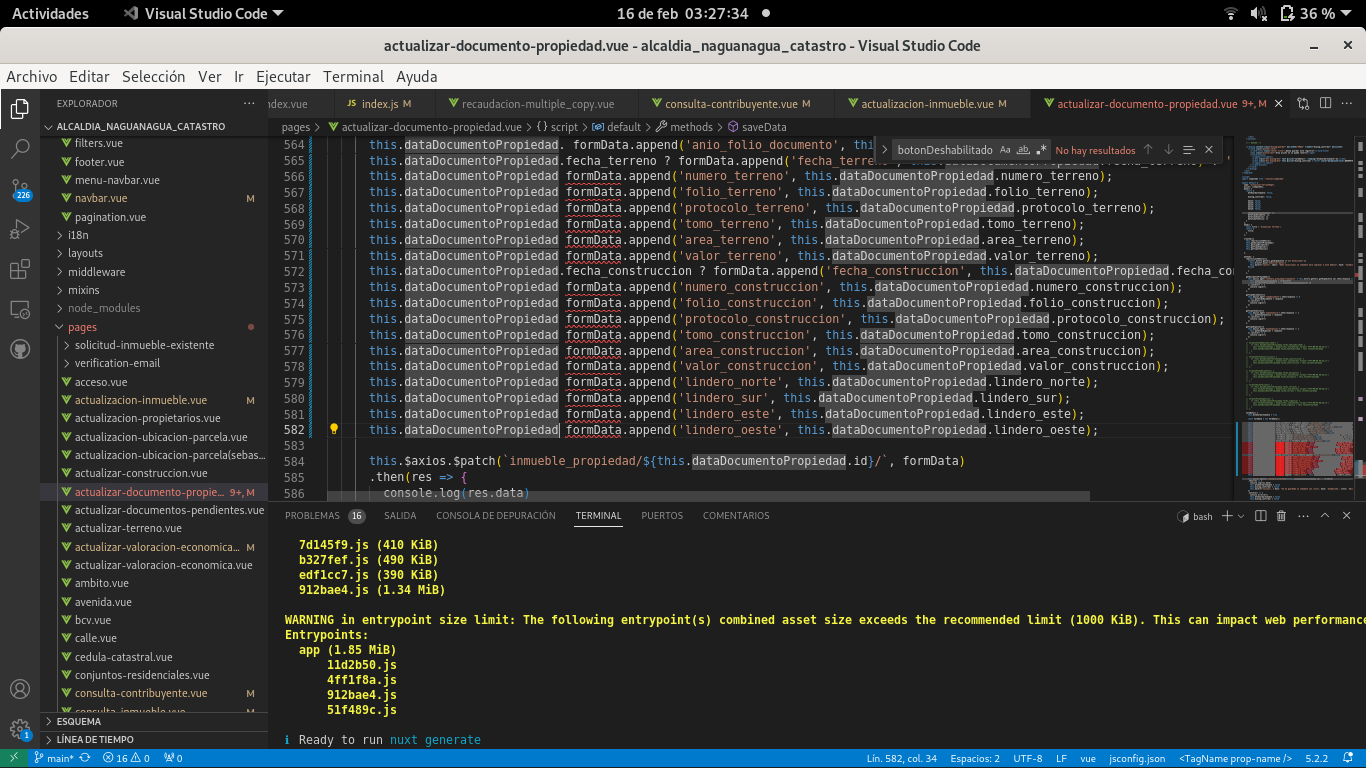 Actividades Visual Studio Code 16 de feb 03:27:34 36 %
actualizar-documento-propiedad.vue - alcaldia_naguanagua_catastro - Visual Studio Code
Archivo Editar Selección Ver Ir Ejecutar Terminal Ayuda
EXPLORADOR ···
ndex.vue JS index.js M recaudacion-multiple_copy.vue consulta-contribuyente.vue M actualizacion-inmueble.vue M actualizar-documento-propiedad.vue 9+, M
pages > actualizar-documento-propiedad.vue > {} script > default > methods > saveData
botonDeshabilitado Aa ab .* No hay resultados
ALCALDIA_NAGUANAGUA_CATASTRO
filters.vue
footer.vue
menu-navbar.vue
navbar.vue M
pagination.vue
i18n
layouts
middleware
mixins
node_modules
pages
solicitud-inmueble-existente
verification-email
acceso.vue
actualizacion-inmueble.vue M
actualizacion-propietarios.vue
actualizacion-ubicacion-parcela.vue
actualizacion-ubicacion-parcela(sebas...
actualizar-construccion.vue
actualizar-documento-propie... 9+, M
actualizar-documentos-pendientes.vue
actualizar-terreno.vue
actualizar-valoracion-economica... M
actualizar-valoracion-economica.vue
ambito.vue
avenida.vue
bcv.vue
calle.vue
cedula-catastral.vue
conjuntos-residenciales.vue
consulta-contribuyente.vue M
consulta-inmueble.vue M
ESQUEMA
LÍNEA DE TIEMPO
226
1
564 this.dataDocumentoPropiedad. formData.append('anio_folio_documento', thi
this.dataDocumentoPropiedad.fecha_terreno ? formData.append('fecha_terre
566 this.dataDocumentoPropiedad formData.append('numero_terreno', this.dataDocumentoPropiedad.numero_terreno);
567 this.dataDocumentoPropiedad formData.append('folio_terreno', this.dataDocumentoPropiedad.folio_terreno);
568 this.dataDocumentoPropiedad formData.append('protocolo_terreno', this.dataDocumentoPropiedad.protocolo_terreno);
569 this.dataDocumentoPropiedad formData.append('tomo_terreno', this.dataDocumentoPropiedad.tomo_terreno);
570 this.dataDocumentoPropiedad formData.append('area_terreno', this.dataDocumentoPropiedad.area_terreno);
571 this.dataDocumentoPropiedad formData.append('valor_terreno', this.dataDocumentoPropiedad.valor_terreno);
572 this.dataDocumentoPropiedad.fecha_construccion ? formData.append('fecha_construccion', this.dataDocumentoPropiedad.fecha_co
573 this.dataDocumentoPropiedad formData.append('numero_construccion', this.dataDocumentoPropiedad.numero_construccion);
574 this.dataDocumentoPropiedad formData.append('folio_construccion', this.dataDocumentoPropiedad.folio_construccion);
575 this.dataDocumentoPropiedad formData.append('protocolo_construccion', this.dataDocumentoPropiedad.protocolo_construccion);
576 this.dataDocumentoPropiedad formData.append('tomo_construccion', this.dataDocumentoPropiedad.tomo_construccion);
577 this.dataDocumentoPropiedad formData.append('area_construccion', this.dataDocumentoPropiedad.area_construccion);
578 this.dataDocumentoPropiedad formData.append('valor_construccion', this.dataDocumentoPropiedad.valor_construccion);
579 this.dataDocumentoPropiedad formData.append('lindero_norte', this.dataDocumentoPropiedad.lindero_norte);
580 this.dataDocumentoPropiedad formData.append('lindero_sur', this.dataDocumentoPropiedad.lindero_sur);
581 this.dataDocumentoPropiedad formData.append('lindero_este', this.dataDocumentoPropiedad.lindero_este);
582 this.dataDocumentoPropiedad formData.append('lindero_oeste', this.dataDocumentoPropiedad.lindero_oeste);
583
584 this.$axios.$patch(`inmueble_propiedad/${this.dataDocumentoPropiedad.id}/`, formData)
585 .then(res => {
586 console.log(res.data)
PROBLEMAS 16 SALIDA CONSOLA DE DEPURACIÓN TERMINAL PUERTOS COMENTARIOS bash
7d145f9.js (410 KiB)
b327fef.js (490 KiB)
edf1cc7.js (390 KiB)
912bae4.js (1.34 MiB)
WARNING in entrypoint size limit: The following entrypoint(s) combined asset size exceeds the recommended limit (1000 KiB). This can impact web performance
Entrypoints:
app (1.85 MiB)
11d2b50.js
4ff1f8a.js
912bae4.js
51f489c.js
ℹ Ready to run nuxt generate
main* 16 0 0 Lín. 582, col. 34 Espacios: 2 UTF-8 LF vue jsconfig.json <TagName prop-name /> 5.2.2